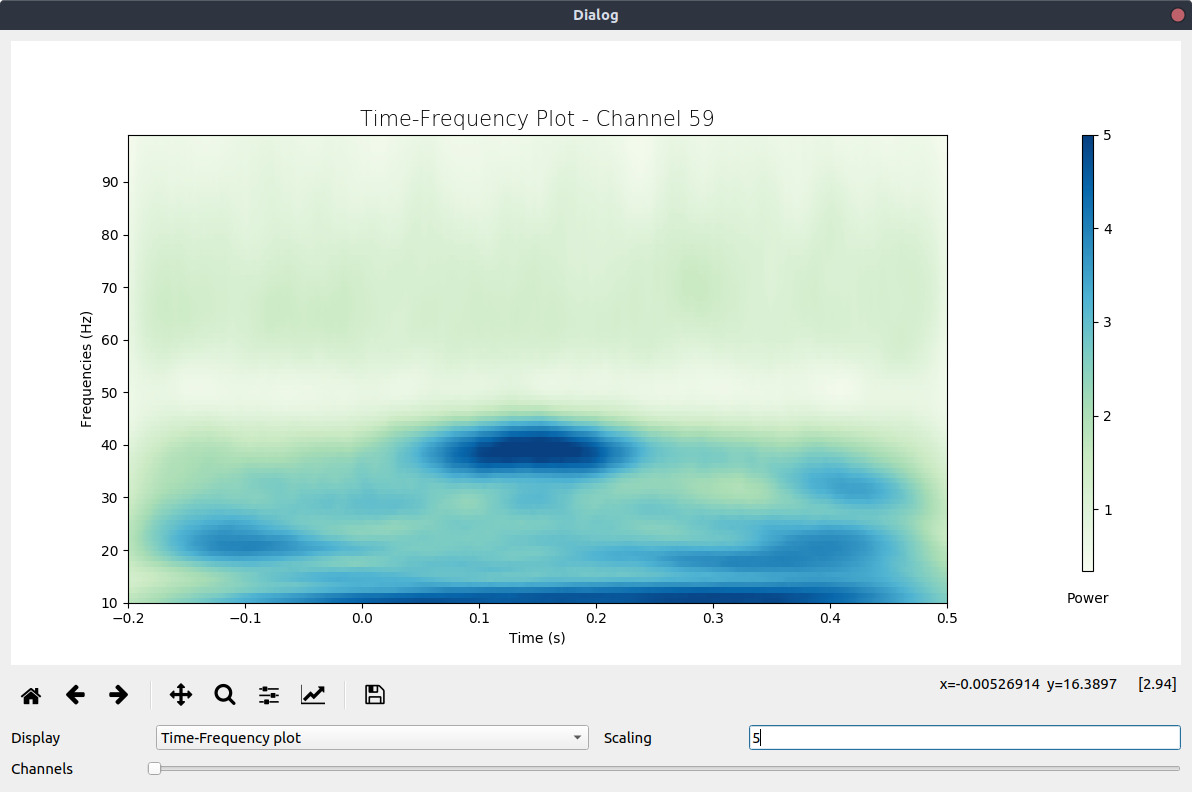 Dialog
Time-Frequency Plot - Channel 59
Frequencies (Hz)
90
80
70
60
50
40
30
20
10
−0.2 −0.1 0.0 0.1 0.2 0.3 0.4 0.5
Time (s)
5
4
3
2
1
Power
x=-0.00526914 y=16.3897 [2.94]
Display Time-Frequency plot Scaling 5
Channels